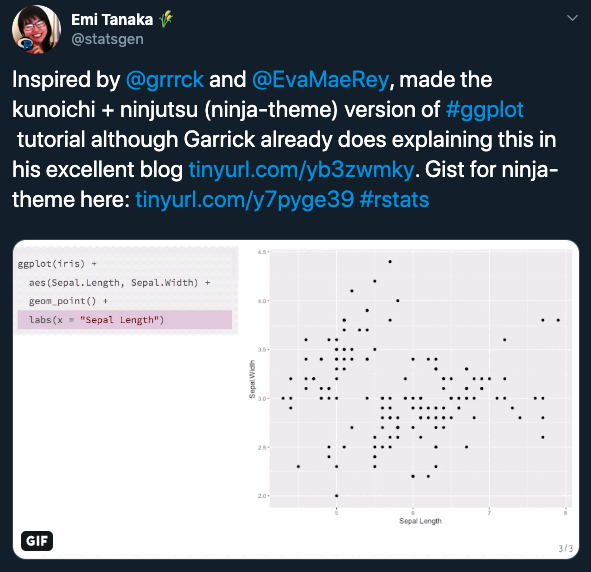 Emi Tanaka 🌾
@statsgen
Inspired by @grrrck and @EvaMaeRey, made the
kunoichi + ninjutsu (ninja-theme) version of #ggplot
tutorial although Garrick already does explaining this in
his excellent blog tinyurl.com/yb3zwmky. Gist for ninja-
theme here: tinyurl.com/y7pyge39 #rstats
ggplot(iris) +
aes(Sepal.Length, Sepal.Width) +
geom_point() +
labs(x = "Sepal Length")
4.5
4.0
3.5
3.0
2.5
2.0
Sepal.Width
5
6
7
8
Sepal Length
GIF
3/3